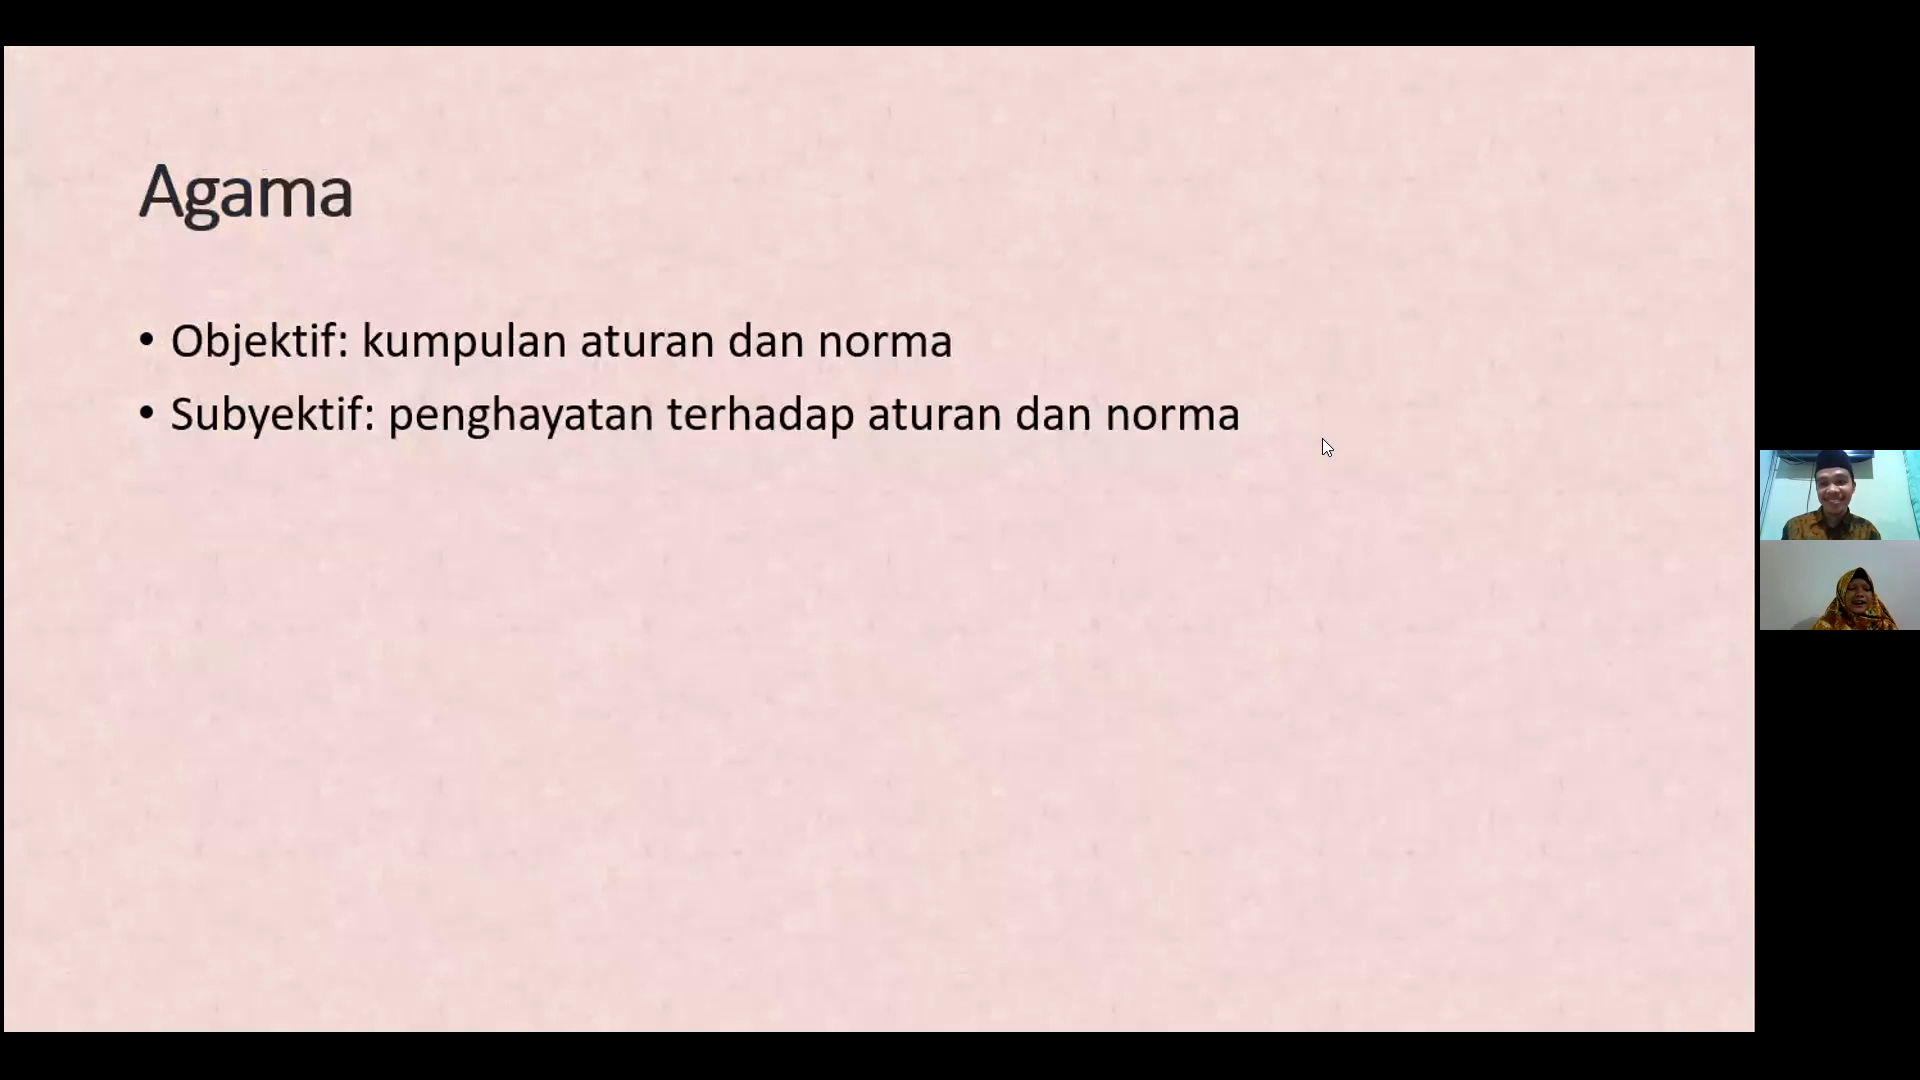 Agama
• Objektif: kumpulan aturan dan norma
• Subyektif: penghayatan terhadap aturan dan norma